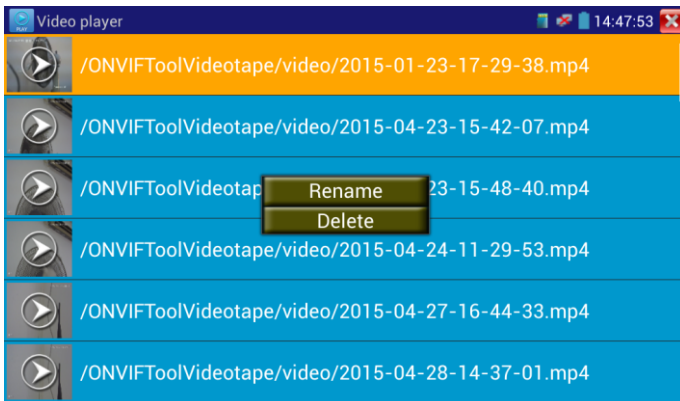 Video player
14:47:53
/ONVIFToolVideotape/video/2015-01-23-17-29-38.mp4
/ONVIFToolVideotape/video/2015-04-23-15-42-07.mp4
/ONVIFToolVideotap 23-15-48-40.mp4
Rename
Delete
/ONVIFToolVideotape/video/2015-04-24-11-29-53.mp4
/ONVIFToolVideotape/video/2015-04-27-16-44-33.mp4
/ONVIFToolVideotape/video/2015-04-28-14-37-01.mp4